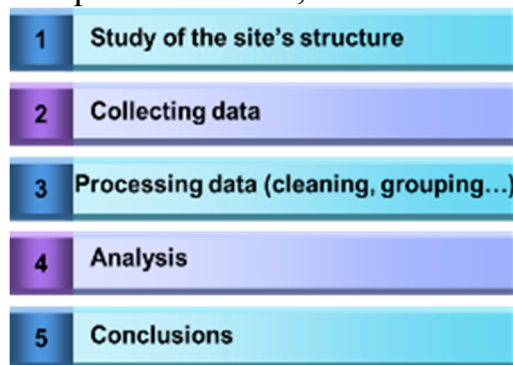 1 Study of the site's structure
2 Collecting data
3 Processing data (cleaning, grouping...)
4 Analysis
5 Conclusions